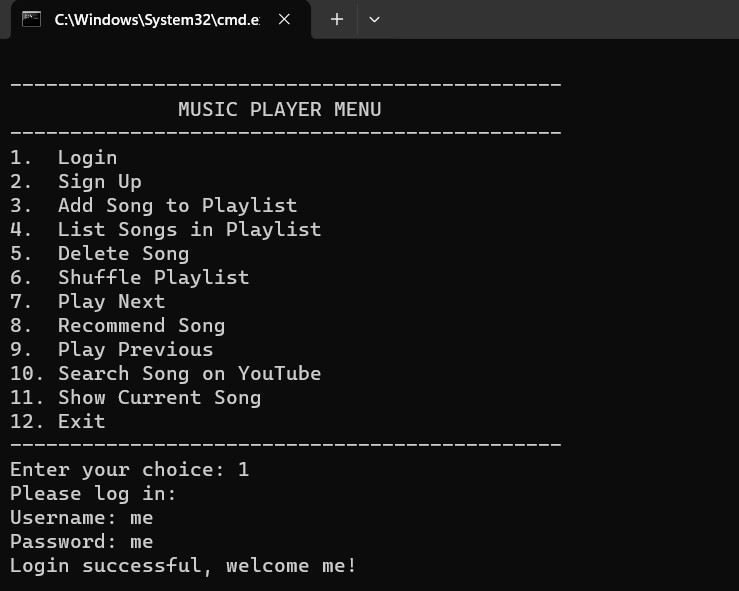 C:\Windows\System32\cmd.e
----------------------------------------------
MUSIC PLAYER MENU
----------------------------------------------
1. Login
2. Sign Up
3. Add Song to Playlist
4. List Songs in Playlist
5. Delete Song
6. Shuffle Playlist
7. Play Next
8. Recommend Song
9. Play Previous
10. Search Song on YouTube
11. Show Current Song
12. Exit
----------------------------------------------
Enter your choice: 1
Please log in:
Username: me
Password: me
Login successful, welcome me!